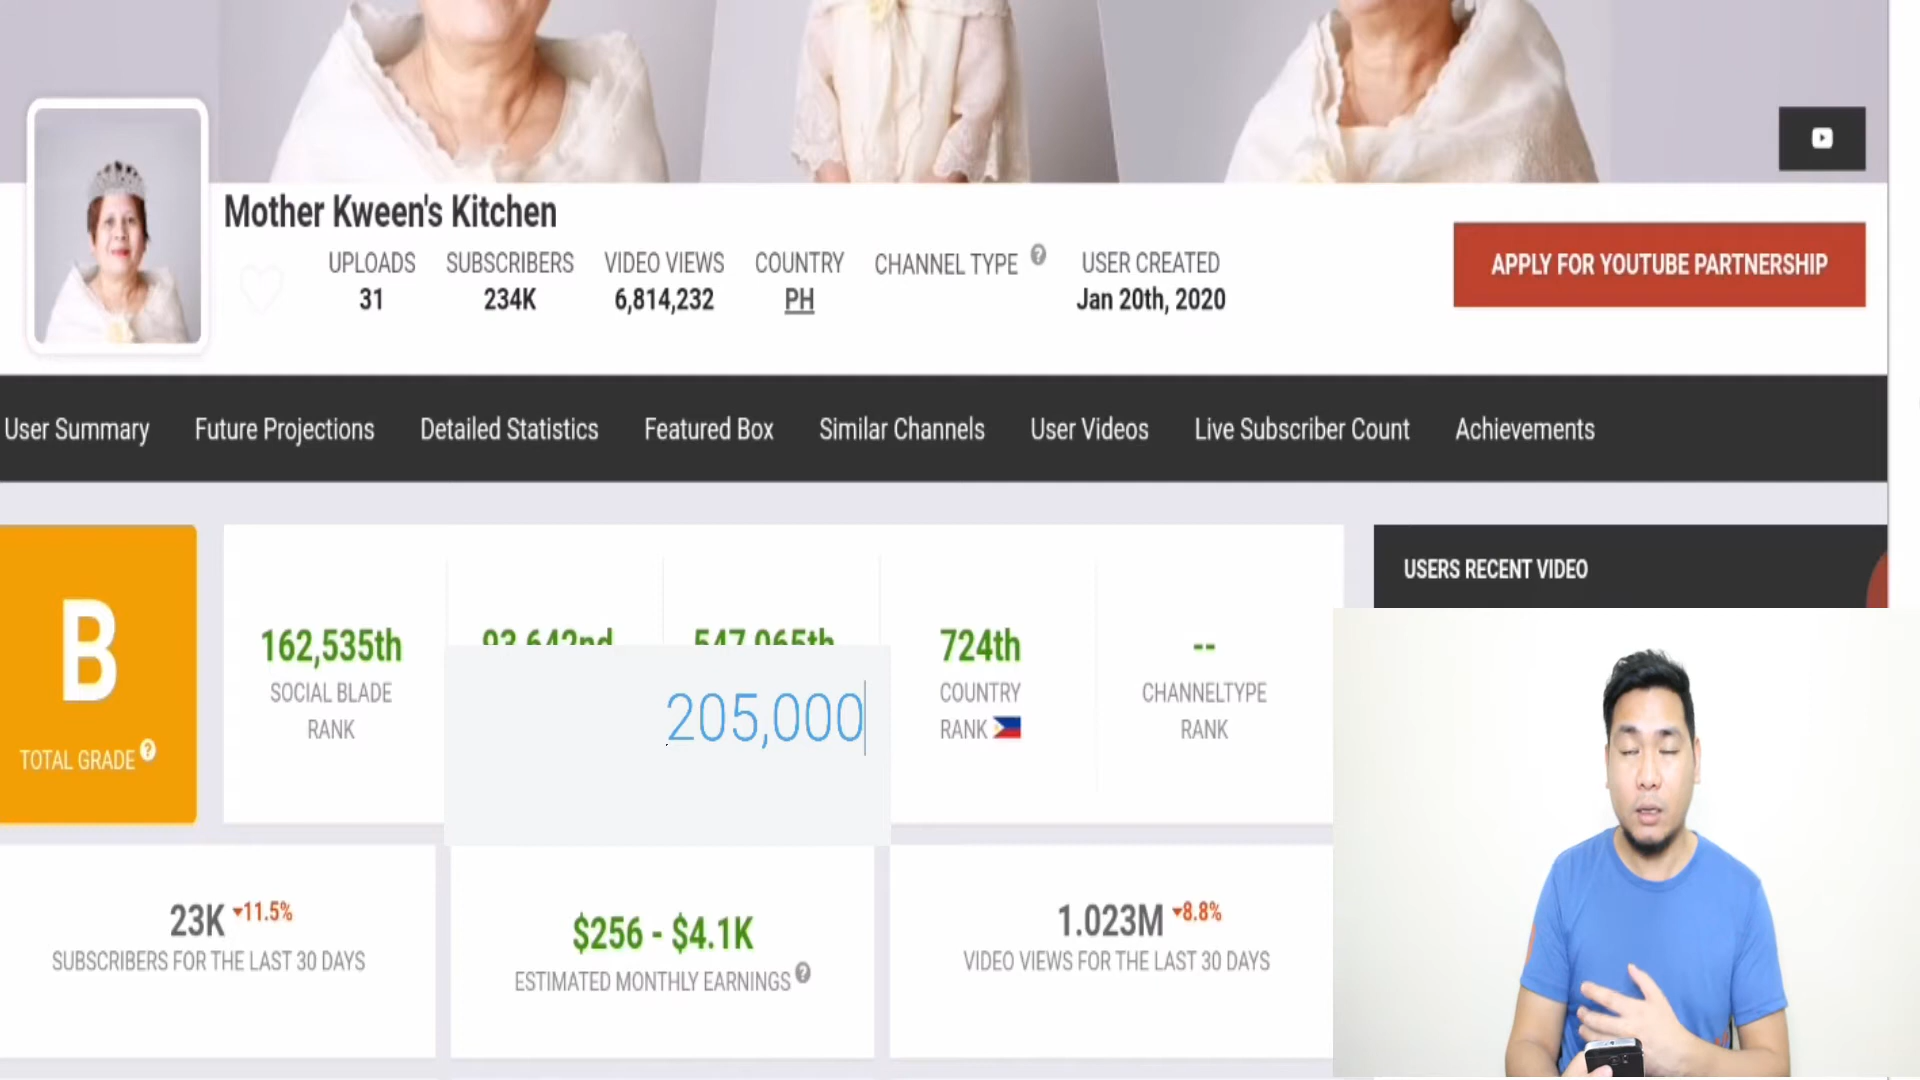 Mother Kween's Kitchen
UPLOADS SUBSCRIBERS VIDEO VIEWS COUNTRY CHANNEL TYPE ? USER CREATED
31 234K 6,814,232 PH Jan 20th, 2020
APPLY FOR YOUTUBE PARTNERSHIP
User Summary Future Projections Detailed Statistics Featured Box Similar Channels User Videos Live Subscriber Count Achievements
B
TOTAL GRADE ?
162,535th
SOCIAL BLADE
RANK
93,642nd
547,065th
205,000
724th
COUNTRY
RANK
--
CHANNELTYPE
RANK
USERS RECENT VIDEO
23K 11.5%
SUBSCRIBERS FOR THE LAST 30 DAYS
$256 - $4.1K
ESTIMATED MONTHLY EARNINGS ?
1.023M 8.8%
VIDEO VIEWS FOR THE LAST 30 DAYS